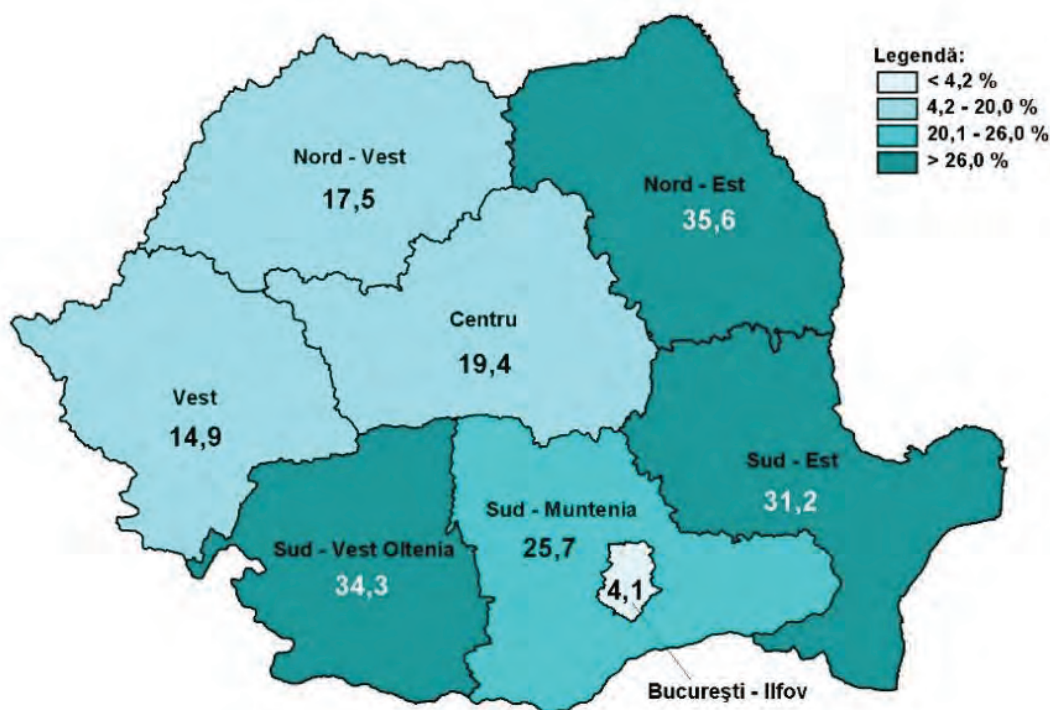 Legendă:
< 4,2 %
4,2 - 20,0 %
20,1 - 26,0 %
> 26,0 %
Nord - Vest
17,5
Nord - Est
35,6
Centru
19,4
Vest
14,9
Sud - Est
31,2
Sud - Muntenia
25,7
Sud - Vest Oltenia
34,3
4,1
Bucureşti - Ilfov